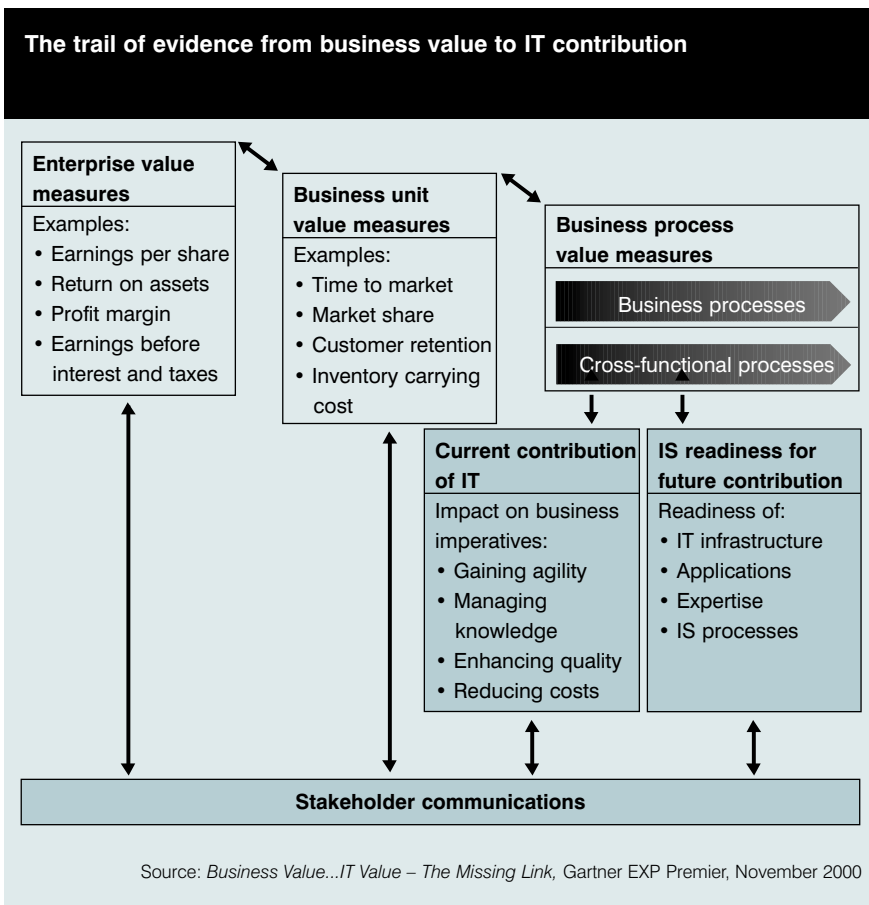 The trail of evidence from business value to IT contribution
Enterprise value
measures
Examples:
• Earnings per share
• Return on assets
• Profit margin
• Earnings before
interest and taxes
Business unit
value measures
Examples:
• Time to market
• Market share
• Customer retention
• Inventory carrying
cost
Business process
value measures
Business processes
Cross-functional processes
Current contribution
of IT
Impact on business
imperatives:
• Gaining agility
• Managing
knowledge
• Enhancing quality
• Reducing costs
IS readiness for
future contribution
Readiness of:
• IT infrastructure
• Applications
• Expertise
• IS processes
Stakeholder communications
Source: Business Value...IT Value – The Missing Link, Gartner EXP Premier, November 2000